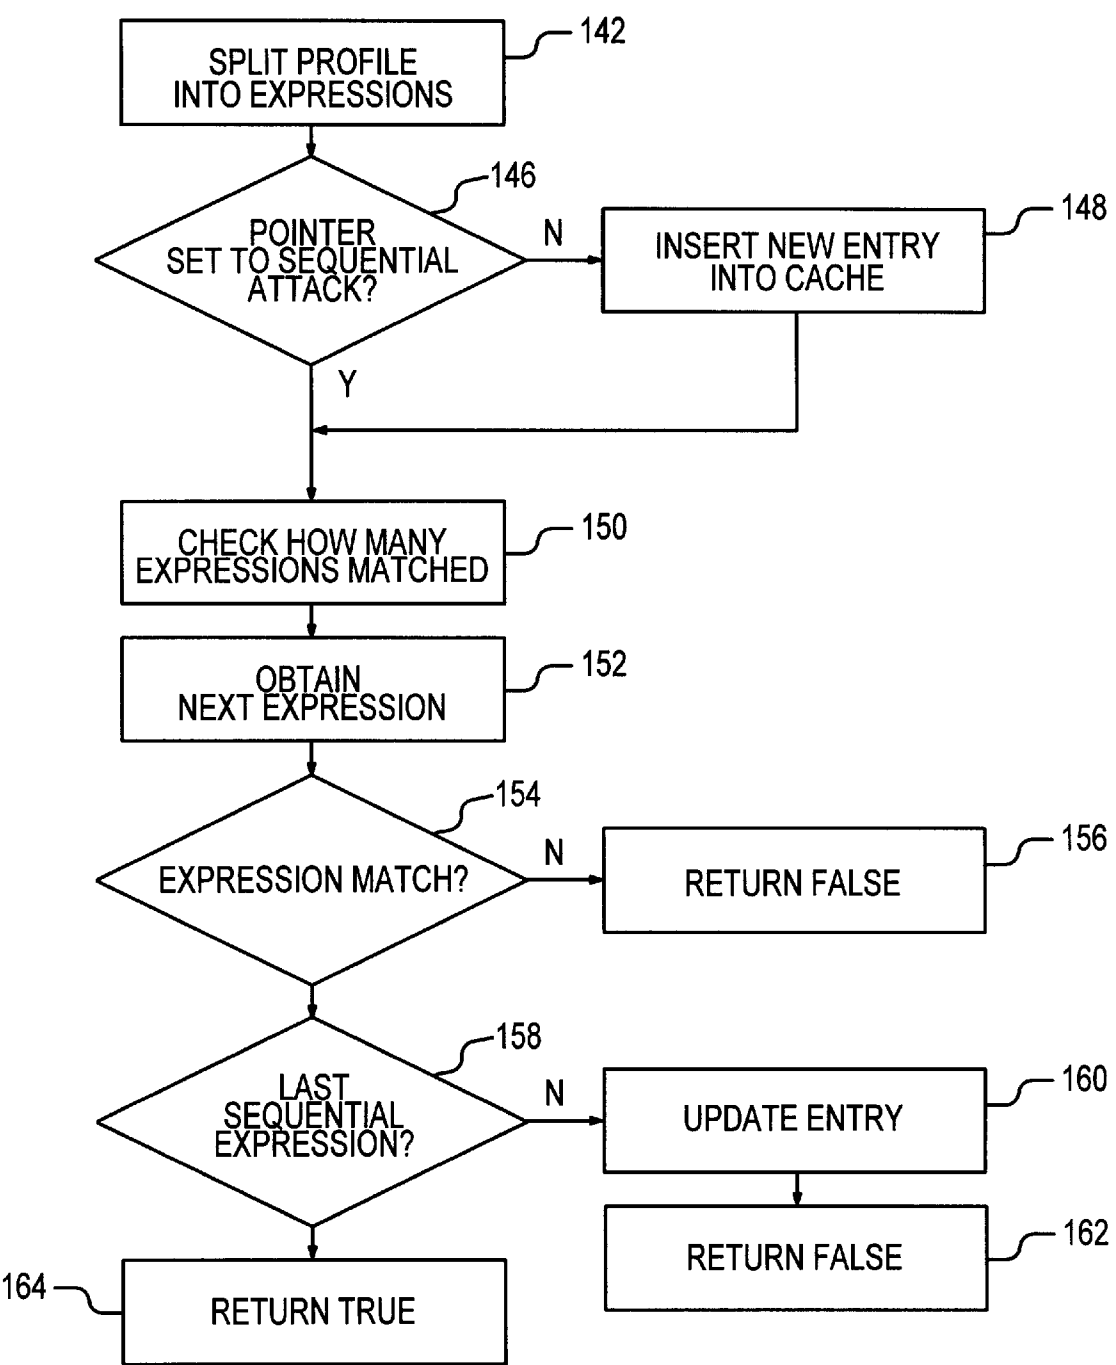 142
SPLIT PROFILE
INTO EXPRESSIONS
146
POINTER
SET TO SEQUENTIAL
ATTACK?
N
148
INSERT NEW ENTRY
INTO CACHE
Y
150
CHECK HOW MANY
EXPRESSIONS MATCHED
152
OBTAIN
NEXT EXPRESSION
154
EXPRESSION MATCH?
N
156
RETURN FALSE
158
LAST
SEQUENTIAL
EXPRESSION?
N
160
UPDATE ENTRY
162
RETURN FALSE
164
RETURN TRUE